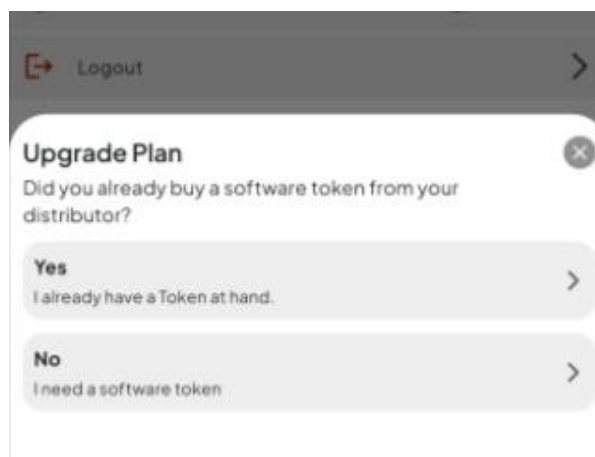 Logout
Upgrade Plan
Did you already buy a software token from your
distributor?
Yes
I already have a Token at hand.
No
I need a software token